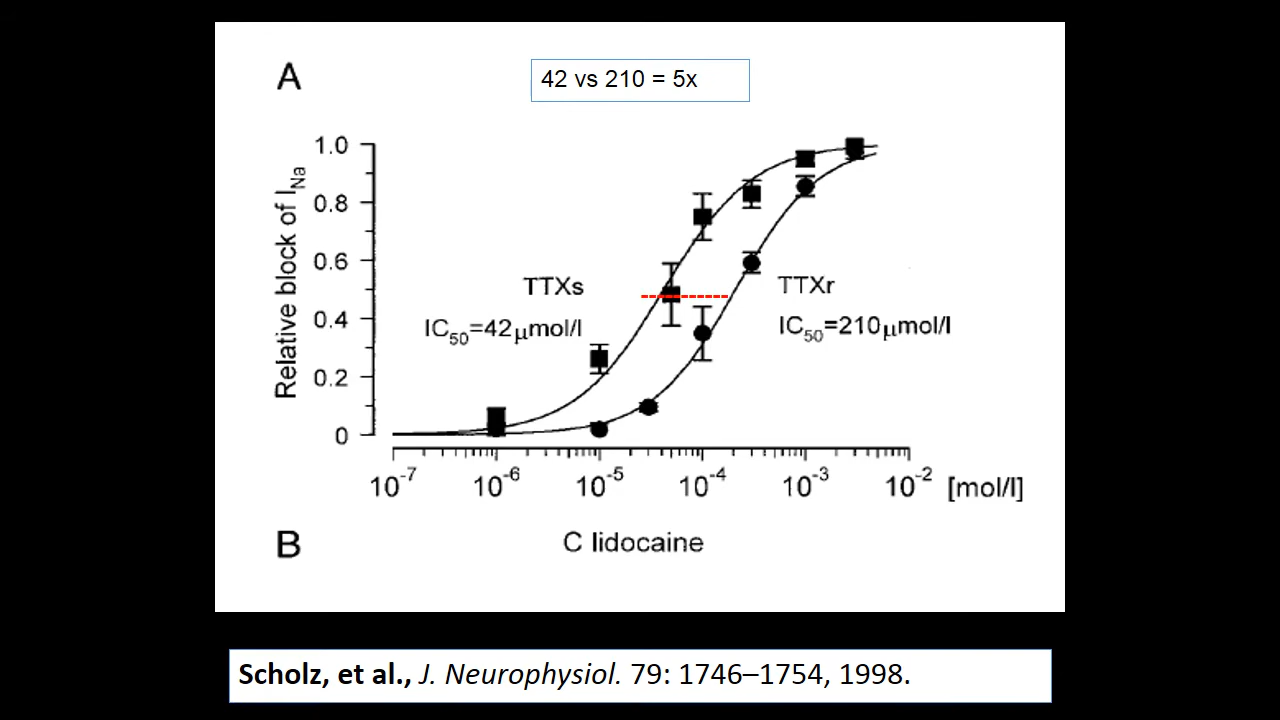 A
42 vs 210 = 5x
Relative block of I_Na
1.0
0.8
0.6
0.4
0.2
0
TTXs
IC₅₀=42μmol/l
TTXr
IC₅₀=210μmol/l
10⁻⁷ 10⁻⁶ 10⁻⁵ 10⁻⁴ 10⁻³ 10⁻² [mol/l]
B
C lidocaine
Scholz, et al., J. Neurophysiol. 79: 1746–1754, 1998.